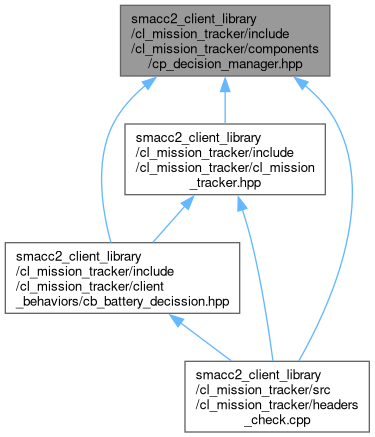 smacc2_client_library
/cl_mission_tracker/include
/cl_mission_tracker/components
/cp_decision_manager.hpp
smacc2_client_library
/cl_mission_tracker/include
/cl_mission_tracker/cl_mission
_tracker.hpp
smacc2_client_library
/cl_mission_tracker/include
/cl_mission_tracker/client
_behaviors/cb_battery_decission.hpp
smacc2_client_library
/cl_mission_tracker/src
/cl_mission_tracker/headers
_check.cpp